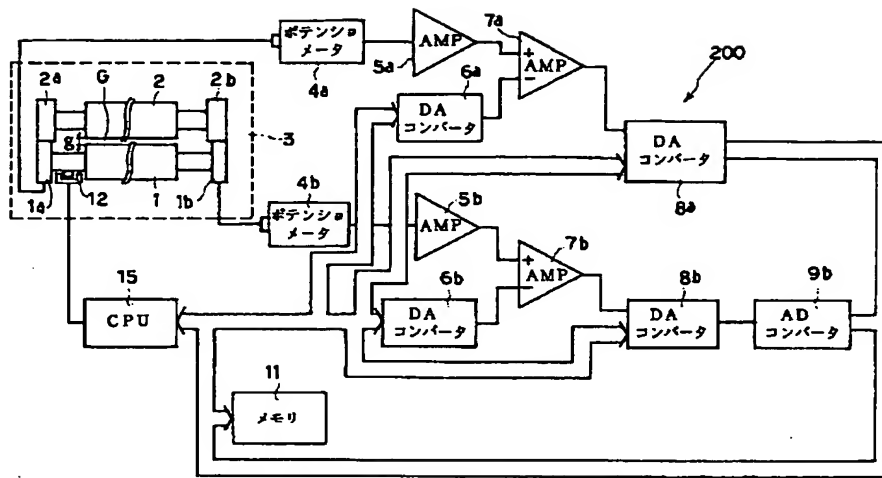 ポテンショ
メータ
4a
AMP
5a
7a
+
AMP
−
200
2a
G
2
2b
6a
DA
コンバータ
DA
コンバータ
8a
g
3
1a
12
1
1b
4b
ポテンショ
メータ
5b
AMP
7b
+
AMP
−
15
CPU
6b
DA
コンバータ
8b
DA
コンバータ
9b
AD
コンバータ
11
メモリ